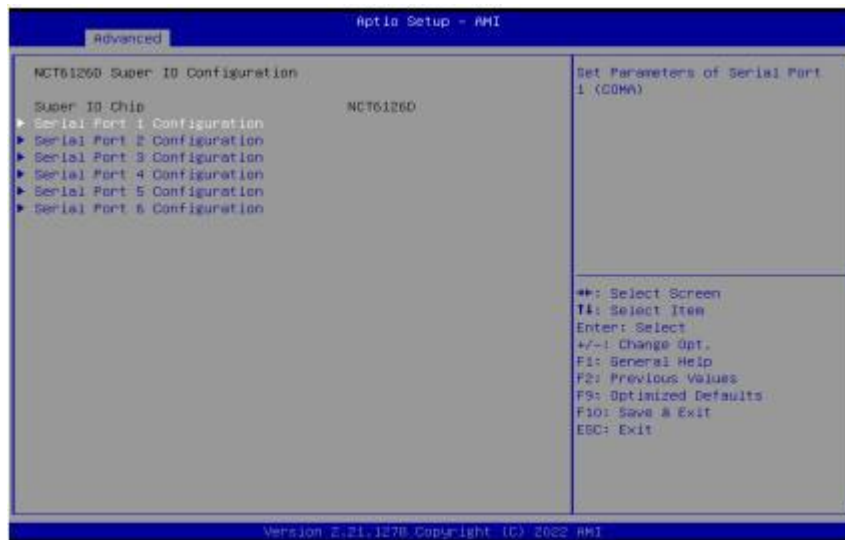 Aptio Setup - AMI
Advanced
NCT6126D Super IO Configuration
Super IO Chip NCT6126D
Serial Port 1 Configuration
Serial Port 2 Configuration
Serial Port 3 Configuration
Serial Port 4 Configuration
Serial Port 5 Configuration
Serial Port 6 Configuration
Set Parameters of Serial Port
1 (COMA)
→←: Select Screen
↑↓: Select Item
Enter: Select
+/-: Change Opt.
F1: General Help
F2: Previous Values
F9: Optimized Defaults
F10: Save & Exit
ESC: Exit
Version 2.21.1278 Copyright (C) 2022 AMI